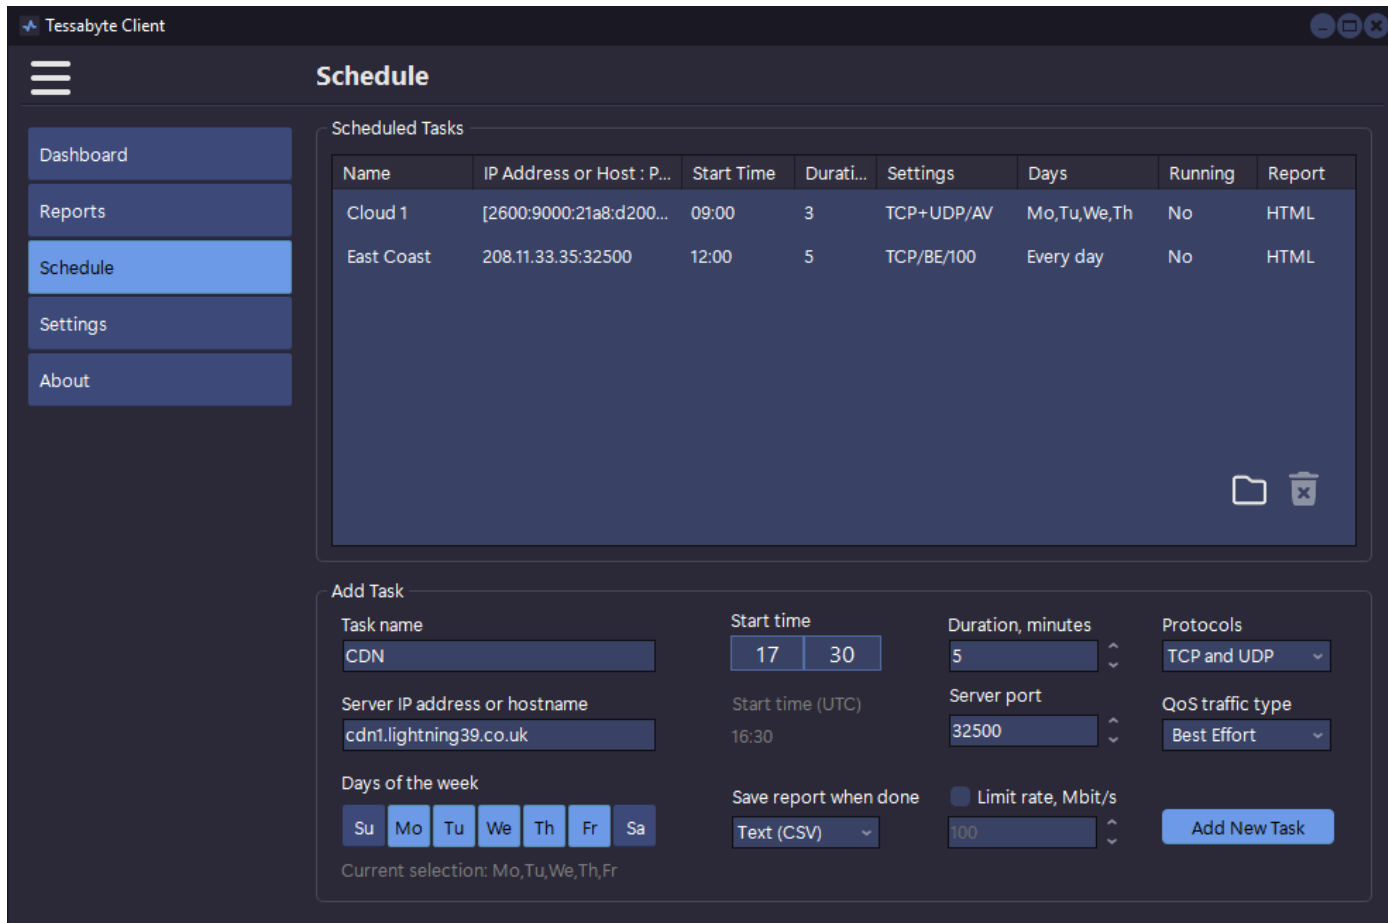 Tessabyte Client
Schedule
Dashboard
Reports
Schedule
Settings
About
Scheduled Tasks
Name IP Address or Host : P... Start Time Durati... Settings Days Running Report
Cloud 1 [2600:9000:21a8:d200... 09:00 3 TCP+UDP/AV Mo,Tu,We,Th No HTML
East Coast 208.11.33.35:32500 12:00 5 TCP/BE/100 Every day No HTML
Add Task
Task name
CDN
Start time
17 30
Duration, minutes
5
Protocols
TCP and UDP
Server IP address or hostname
cdn1.lightning39.co.uk
Start time (UTC)
16:30
Server port
32500
QoS traffic type
Best Effort
Days of the week
Su Mo Tu We Th Fr Sa
Current selection: Mo,Tu,We,Th,Fr
Save report when done
Text (CSV)
Limit rate, Mbit/s
100
Add New Task